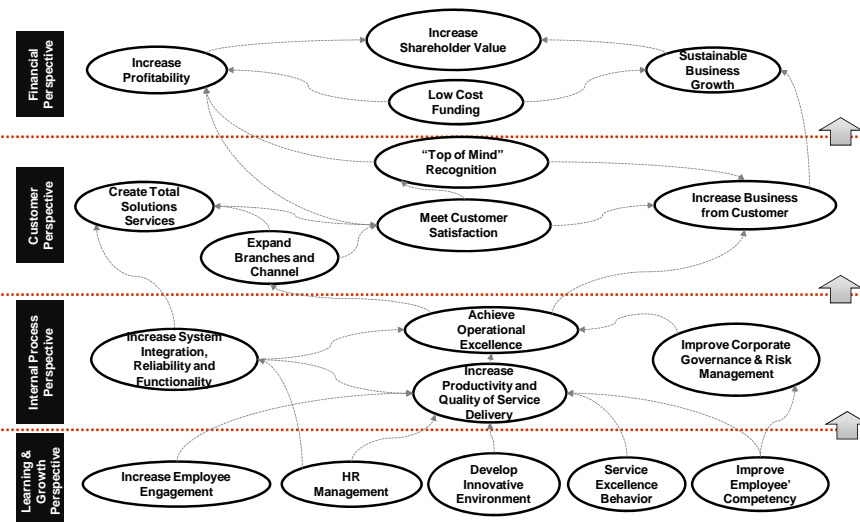 Financial
Perspective
Increase
Profitability
Increase
Shareholder Value
Low Cost
Funding
Sustainable
Business
Growth
Customer
Perspective
“Top of Mind”
Recognition
Create Total
Solutions
Services
Meet Customer
Satisfaction
Increase Business
from Customer
Expand
Branches and
Channel
Internal Process
Perspective
Increase System
Integration,
Reliability and
Functionality
Achieve
Operational
Excellence
Improve Corporate
Governance & Risk
Management
Increase
Productivity and
Quality of Service
Delivery
Learning &
Growth
Perspective
Increase Employee
Engagement
HR
Management
Develop
Innovative
Environment
Service
Excellence
Behavior
Improve
Employee’
Competency